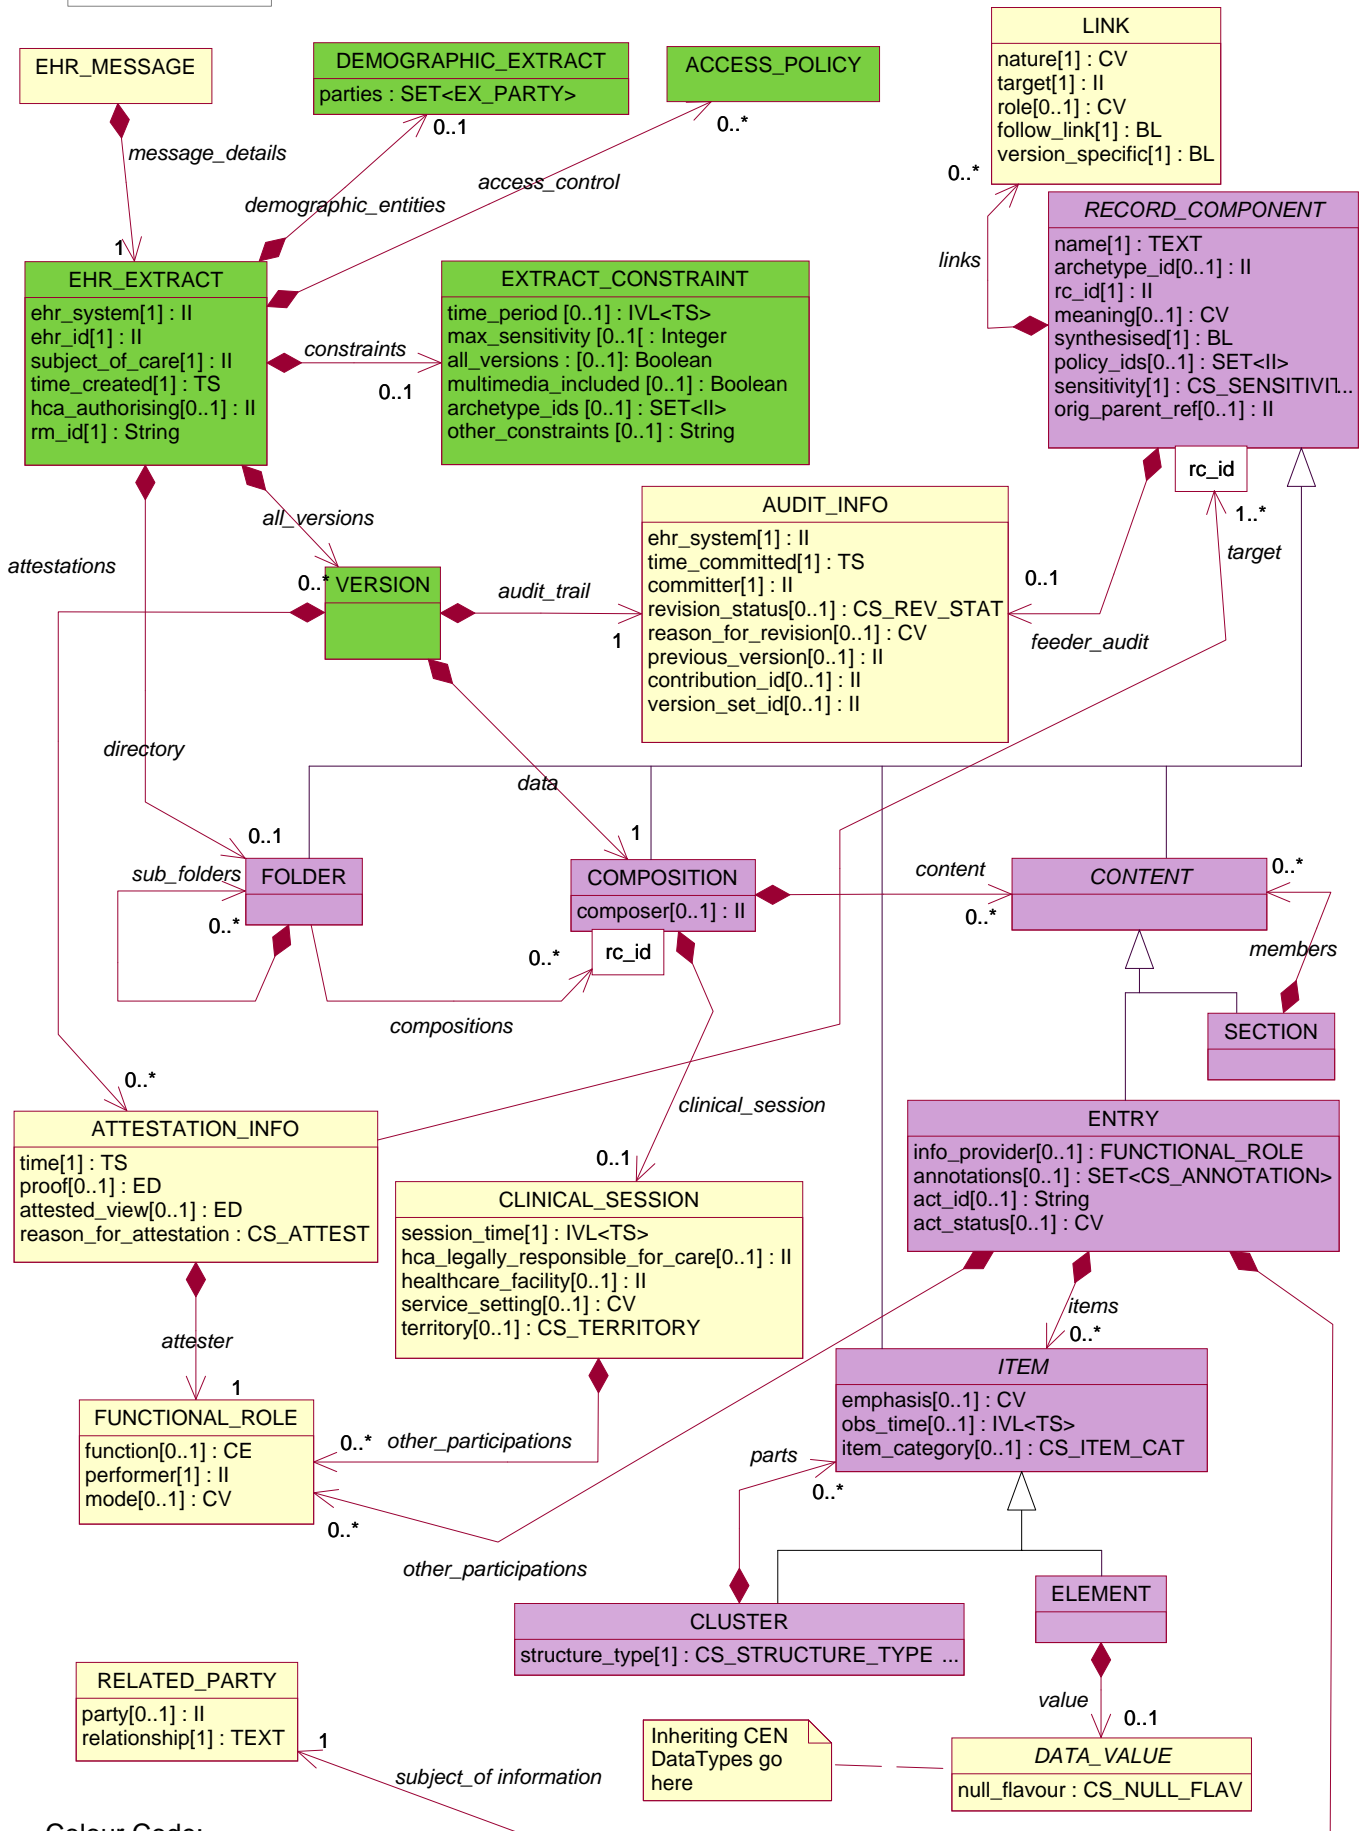 EHR_MESSAGE
message_details
1
DEMOGRAPHIC_EXTRACT
parties : SET<EX_PARTY>
0..1
demographic_entities
ACCESS_POLICY
0..*
access_control
LINK
nature[1] : CV
target[1] : II
role[0..1] : CV
follow_link[1] : BL
version_specific[1] : BL
0..*
links
RECORD_COMPONENT
name[1] : TEXT
archetype_id[0..1] : II
rc_id[1] : II
meaning[0..1] : CV
synthesised[1] : BL
policy_ids[0..1] : SET<II>
sensitivity[1] : CS_SENSITIVIT...
orig_parent_ref[0..1] : II
rc_id
1..*
target
EHR_EXTRACT
ehr_system[1] : II
ehr_id[1] : II
subject_of_care[1] : II
time_created[1] : TS
hca_authorising[0..1] : II
rm_id[1] : String
constraints
0..1
EXTRACT_CONSTRAINT
time_period [0..1] : IVL<TS>
max_sensitivity [0..1[ : Integer
all_versions : [0..1]: Boolean
multimedia_included [0..1] : Boolean
archetype_ids [0..1] : SET<II>
other_constraints [0..1] : String
all_versions
attestations
0..*
VERSION
audit_trail
1
AUDIT_INFO
ehr_system[1] : II
time_committed[1] : TS
committer[1] : II
revision_status[0..1] : CS_REV_STAT
reason_for_revision[0..1] : CV
previous_version[0..1] : II
contribution_id[0..1] : II
version_set_id[0..1] : II
0..1
feeder_audit
directory
data
0..1
1
sub_folders
FOLDER
0..*
compositions
0..*
COMPOSITION
composer[0..1] : II
rc_id
content
0..*
CONTENT
0..*
members
SECTION
0..*
ATTESTATION_INFO
time[1] : TS
proof[0..1] : ED
attested_view[0..1] : ED
reason_for_attestation : CS_ATTEST
clinical_session
0..1
CLINICAL_SESSION
session_time[1] : IVL<TS>
hca_legally_responsible_for_care[0..1] : II
healthcare_facility[0..1] : II
service_setting[0..1] : CV
territory[0..1] : CS_TERRITORY
ENTRY
info_provider[0..1] : FUNCTIONAL_ROLE
annotations[0..1] : SET<CS_ANNOTATION>
act_id[0..1] : String
act_status[0..1] : CV
items
0..*
attester
1
FUNCTIONAL_ROLE
function[0..1] : CE
performer[1] : II
mode[0..1] : CV
0..*
other_participations
0..*
other_participations
ITEM
emphasis[0..1] : CV
obs_time[0..1] : IVL<TS>
item_category[0..1] : CS_ITEM_CAT
parts
0..*
CLUSTER
structure_type[1] : CS_STRUCTURE_TYPE ...
ELEMENT
value
0..1
RELATED_PARTY
party[0..1] : II
relationship[1] : TEXT
1
subject_of information
Inheriting CEN
DataTypes go
here
DATA_VALUE
null_flavour : CS_NULL_FLAV
Colour Code: